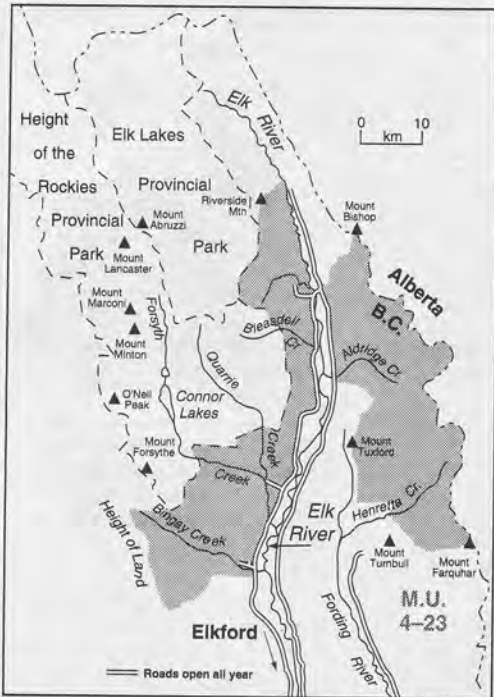 Height
of the
Rockies
Provincial
Park
Elk Lakes
Provincial
Park
Elk River
0 10
km
Riverside
Mtn
Mount
Bishop
Mount
Abruzzi
Mount
Lancaster
Alberta
B.C.
Mount
Marconi
Forsyth
Mount
Minton
Bleasdell
Cr.
Aldridge Cr.
Quarrie
Creek
O'Neil
Peak
Connor
Lakes
Mount
Tuxford
Mount
Forsythe
Creek
Elk
River
Henretta Cr.
Bingay Creek
Height of Land
Mount
Turnbull
Mount
Farquhar
M.U.
4–23
Fording
River
Elkford
Roads open all year